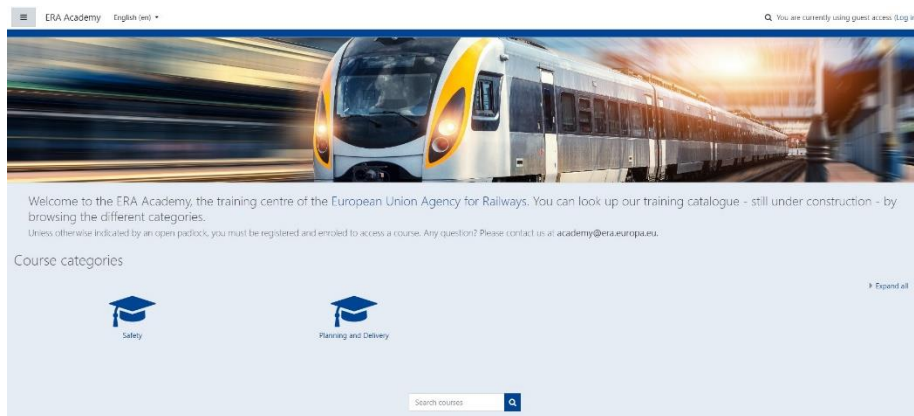 ERA Academy English (en)
You are currently using guest access (Log in
Welcome to the ERA Academy, the training centre of the European Union Agency for Railways. You can look up our training catalogue - still under construction - by
browsing the different categories.
Unless otherwise indicated by an open padlock, you must be registered and enroled to access a course. Any question? Please contact us at academy@era.europa.eu.
Course categories
Expand all
Safety
Planning and Delivery
Search courses